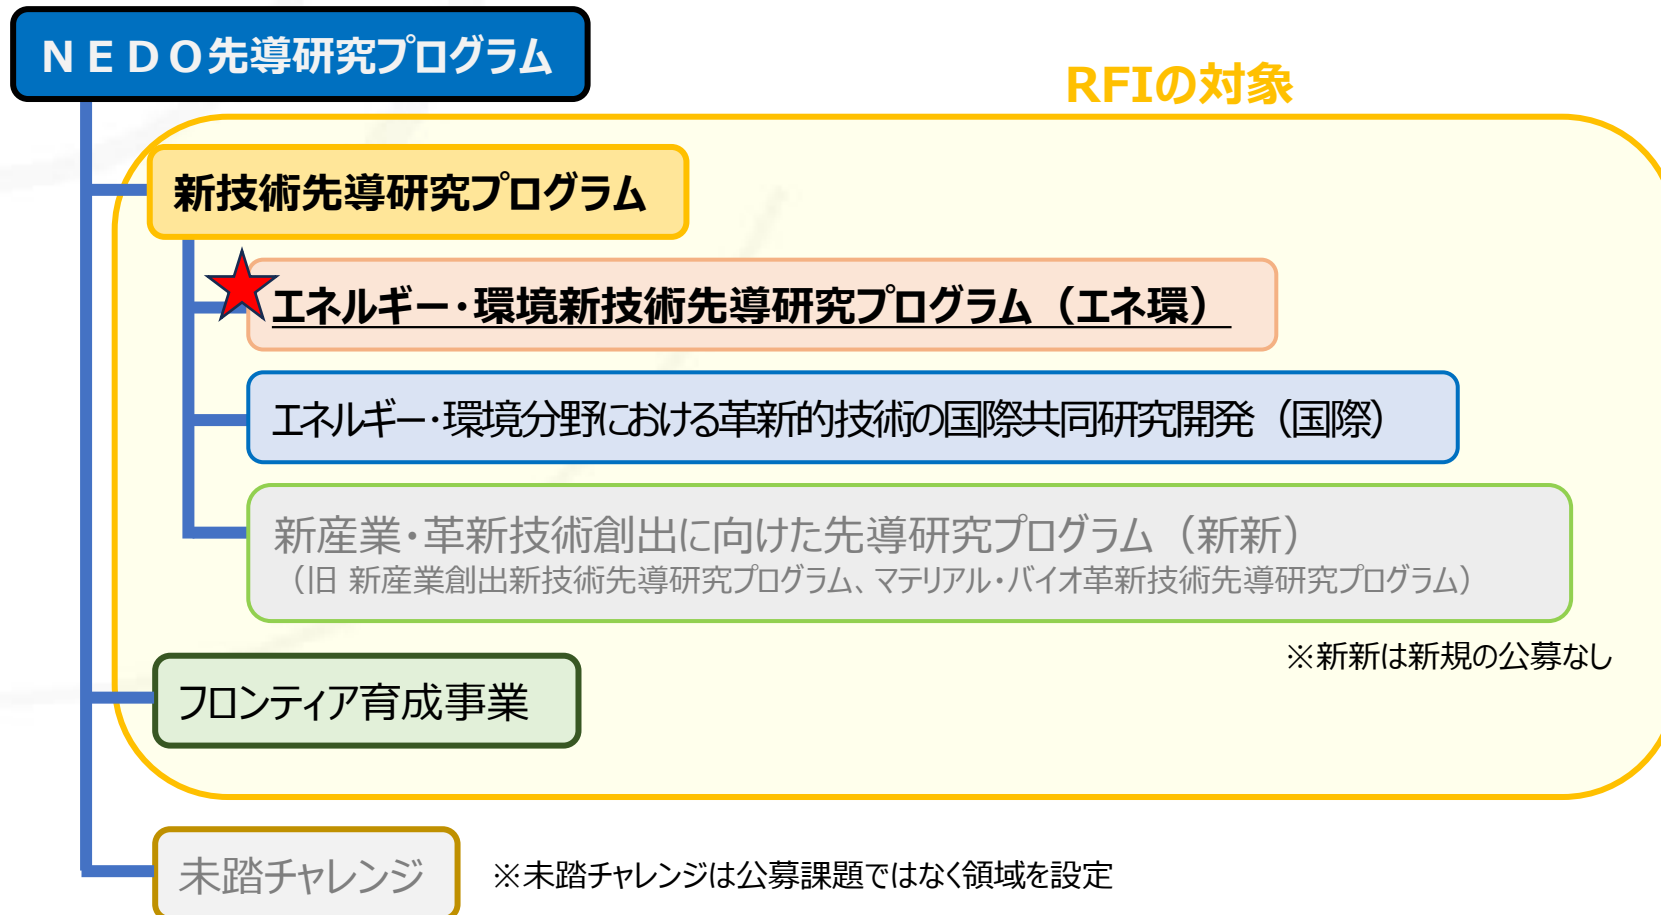 ＮＥＤＯ先導研究プログラム
RFIの対象
新技術先導研究プログラム
エネルギー・環境新技術先導研究プログラム（エネ環）
エネルギー・環境分野における革新的技術の国際共同研究開発（国際）
新産業・革新技術創出に向けた先導研究プログラム（新新）
（旧 新産業創出新技術先導研究プログラム、マテリアル・バイオ革新技術先導研究プログラム）
※新新は新規の公募なし
フロンティア育成事業
未踏チャレンジ
※未踏チャレンジは公募課題ではなく領域を設定